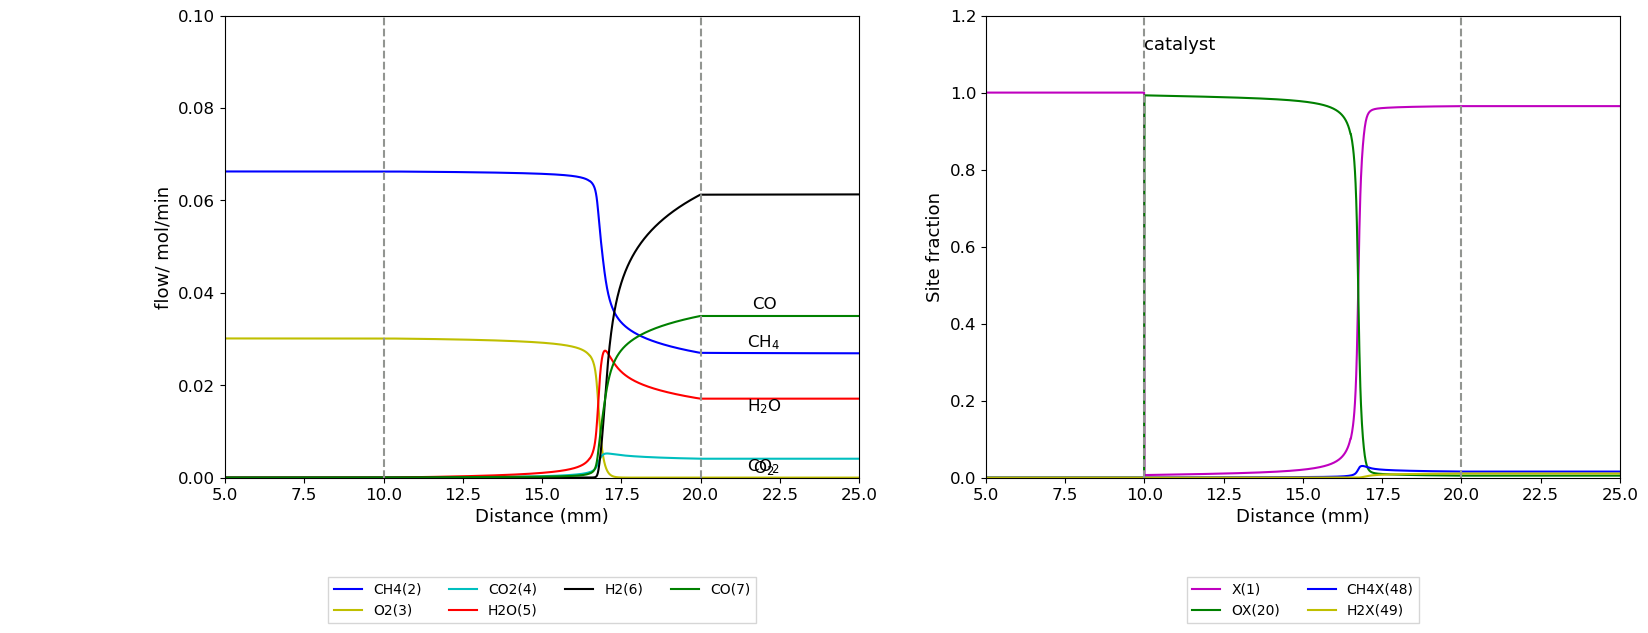 0.10
0.08
0.06
0.04
0.02
0.00
flow/ mol/min
CO
CH₄
H₂O
CO₂
O₂
5.0 7.5 10.0 12.5 15.0 17.5 20.0 22.5 25.0
Distance (mm)
CH4(2) CO2(4) H2(6) CO(7)
O2(3) H2O(5)
1.2
1.0
0.8
0.6
0.4
0.2
0.0
Site fraction
catalyst
5.0 7.5 10.0 12.5 15.0 17.5 20.0 22.5 25.0
Distance (mm)
X(1) CH4X(48)
OX(20) H2X(49)